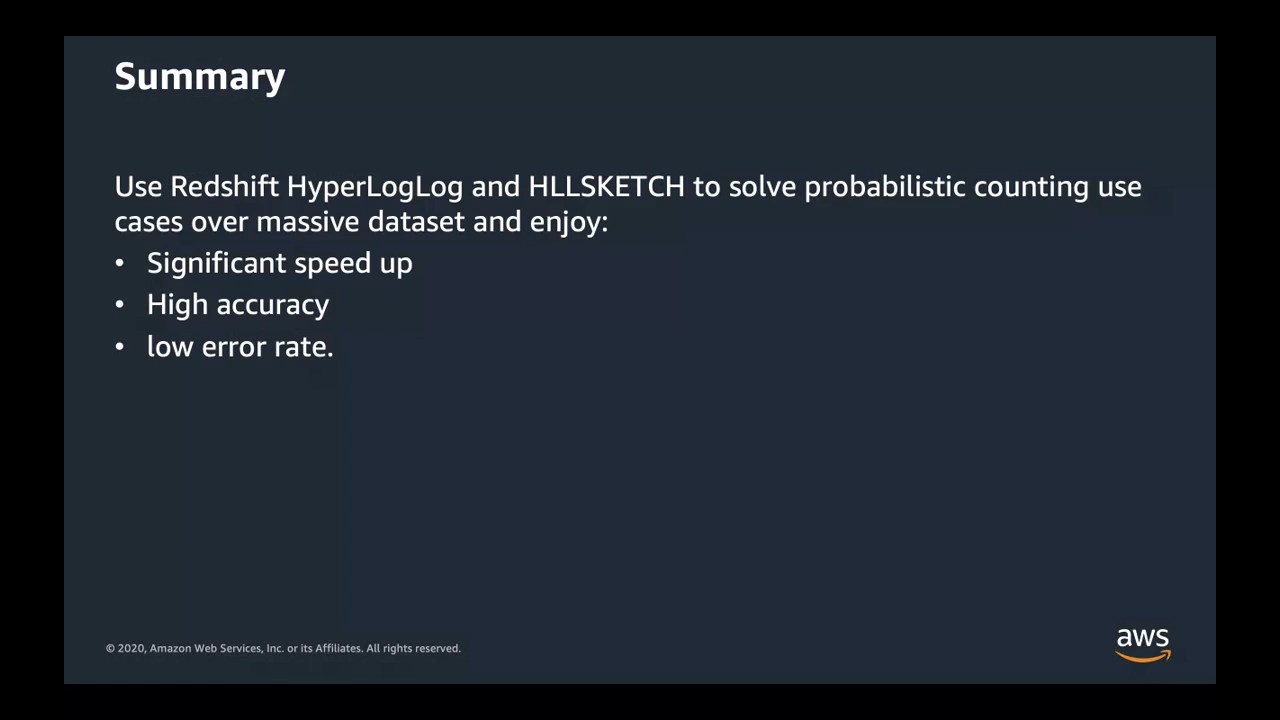 Summary
Use Redshift HyperLogLog and HLLSKETCH to solve probabilistic counting use
cases over massive dataset and enjoy:
• Significant speed up
• High accuracy
• low error rate.
© 2020, Amazon Web Services, Inc. or its Affiliates. All rights reserved.
aws